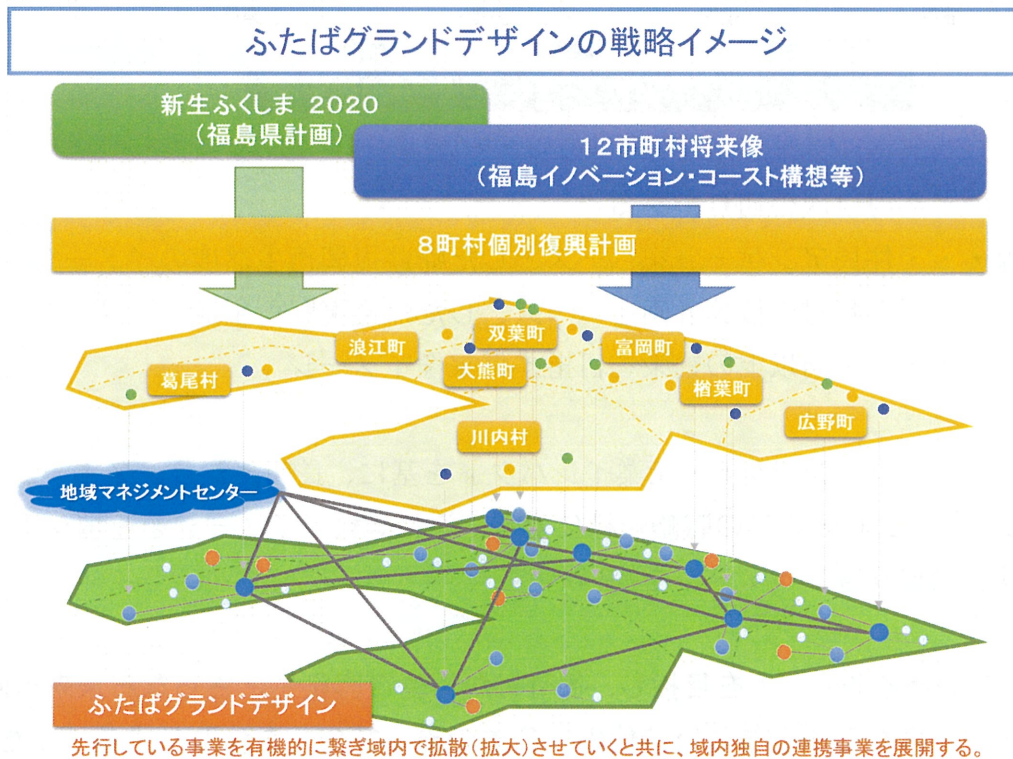 ふたばグランドデザインの戦略イメージ
新生ふくしま 2020
(福島県計画)
12市町村将来像
(福島イノベーション・コースト構想等)
8町村個別復興計画
双葉町
浪江町
富岡町
大熊町
葛尾村
楢葉町
広野町
川内村
地域マネジメントセンター
ふたばグランドデザイン
先行している事業を有機的に繋ぎ域内で拡散(拡大)させていくと共に、域内独自の連携事業を展開する。